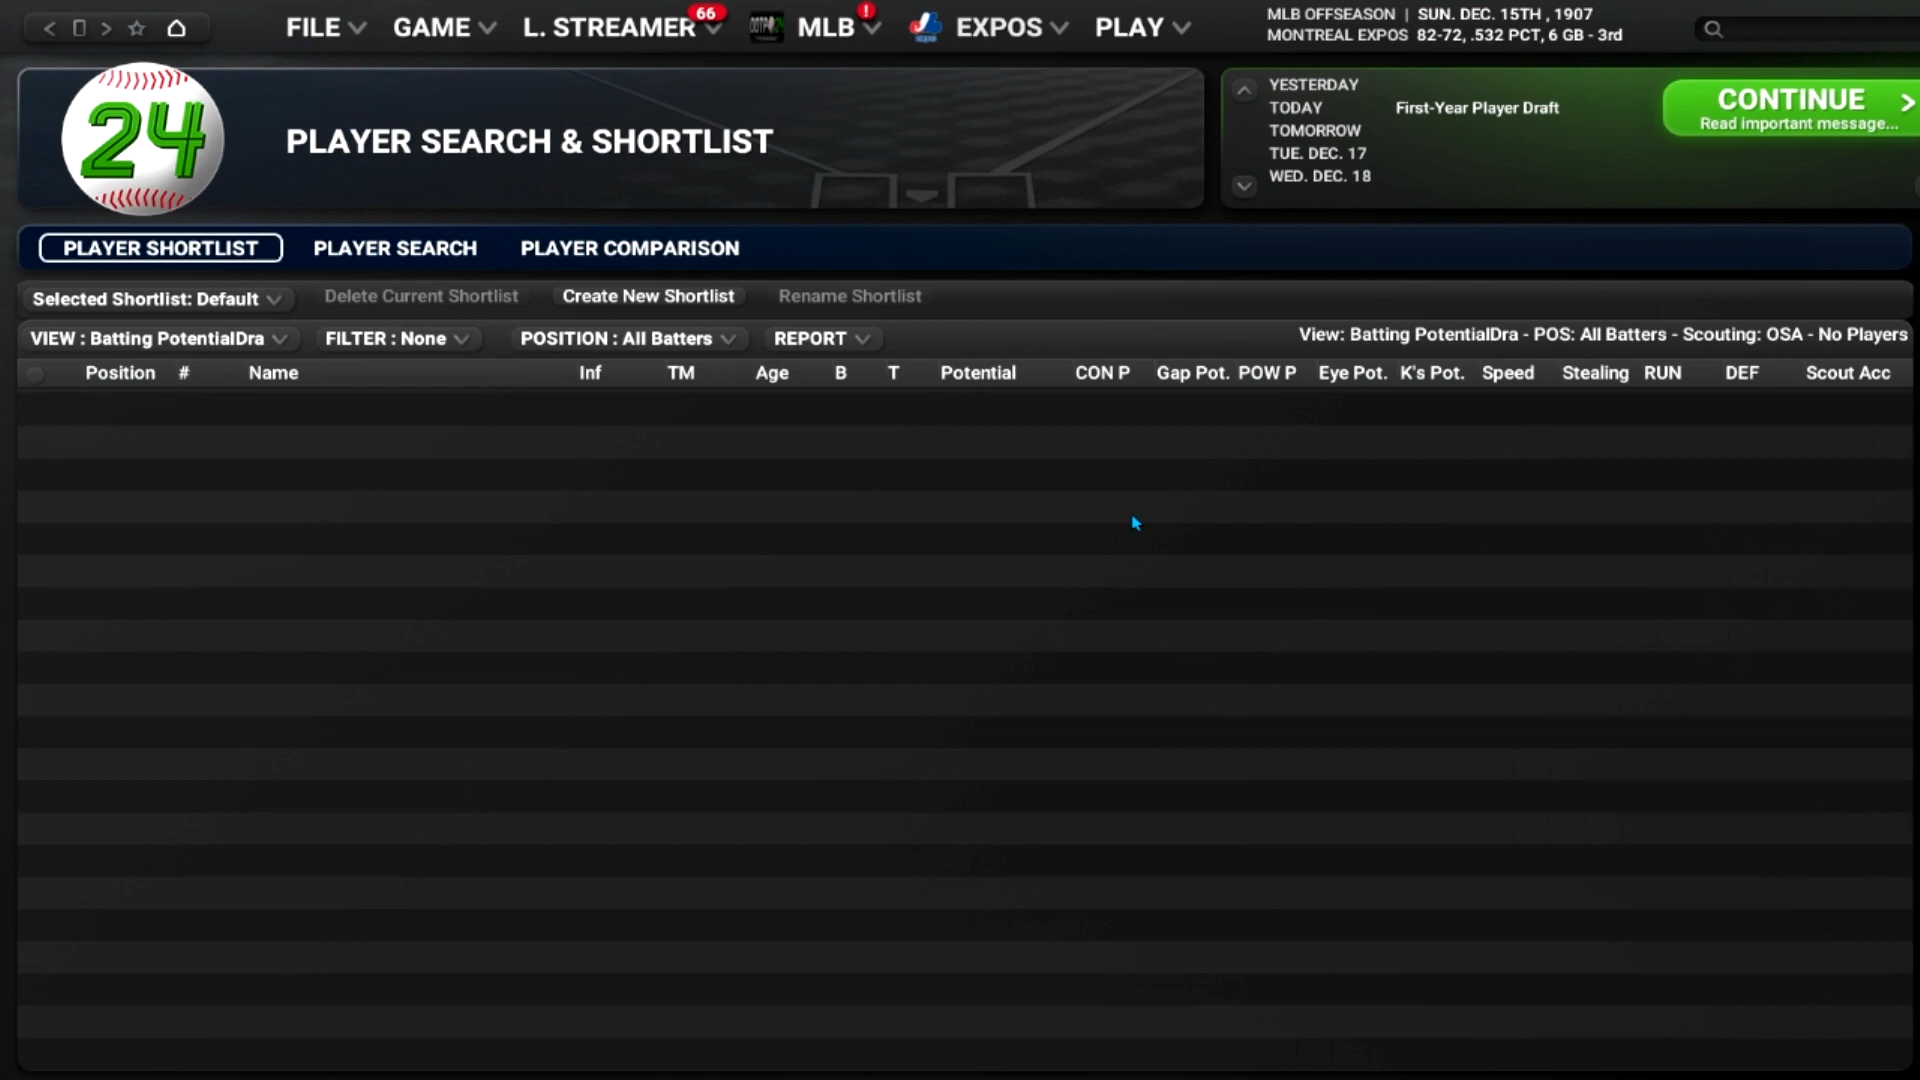 FILE GAME L. STREAMER 66 MLB ! EXPOS PLAY
MLB OFFSEASON | SUN. DEC. 15TH , 1907
MONTREAL EXPOS 82-72, .532 PCT, 6 GB - 3rd
24
PLAYER SEARCH & SHORTLIST
YESTERDAY
TODAY First-Year Player Draft
TOMORROW
TUE. DEC. 17
WED. DEC. 18
CONTINUE
Read important message...
PLAYER SHORTLIST PLAYER SEARCH PLAYER COMPARISON
Selected Shortlist: Default Delete Current Shortlist Create New Shortlist Rename Shortlist
VIEW : Batting PotentialDra FILTER : None POSITION : All Batters REPORT View: Batting PotentialDra - POS: All Batters - Scouting: OSA - No Players
Position # Name Inf TM Age B T Potential CON P Gap Pot. POW P Eye Pot. K's Pot. Speed Stealing RUN DEF Scout Acc